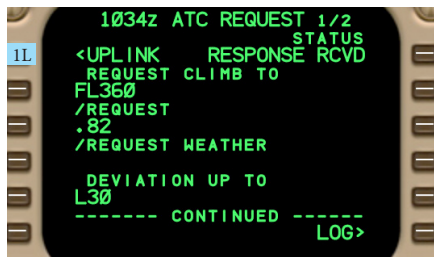 1034z ATC REQUEST 1/2
STATUS
1L
<UPLINK RESPONSE RCVD
REQUEST CLIMB TO
FL360
/REQUEST
.82
/REQUEST WEATHER
DEVIATION UP TO
L30
------- CONTINUED ------
LOG>